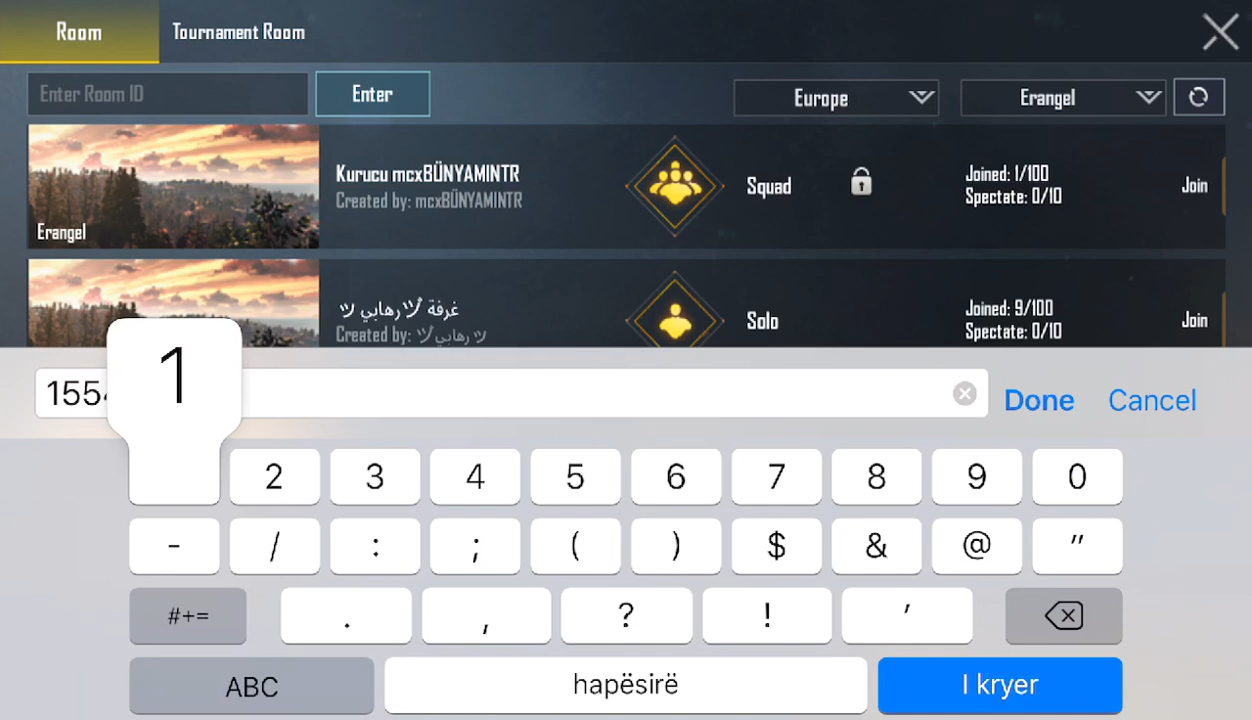 Room
Tournament Room
Enter Room ID
Enter
Europe
Erangel
Kurucu mcxBÜNYAMINTR
Created by: mcxBÜNYAMINTR
Squad
Joined: 1/100
Spectate: 0/10
Join
Erangel
غرفة ツرهابي ツ
Created by: ツرهابي ツ
Solo
Joined: 9/100
Spectate: 0/10
Join
1554
1
Done
Cancel
2 3 4 5 6 7 8 9 0
- / : ; ( ) $ & @ "
#+= . , ? ! '
ABC
hapësirë
I kryer